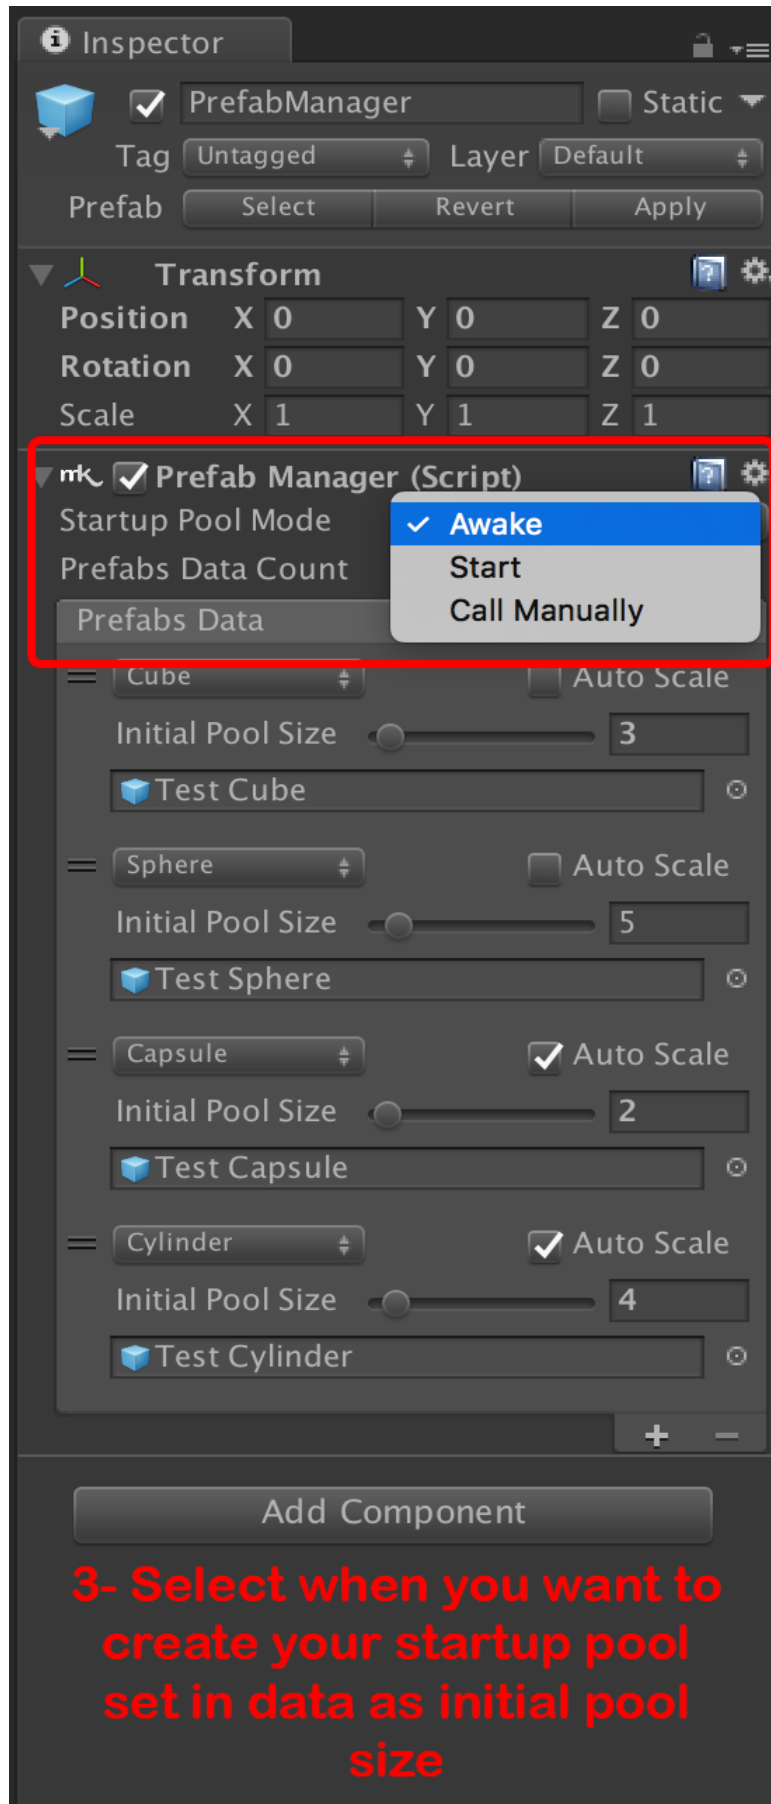 Inspector
PrefabManager Static
Tag Untagged Layer Default
Prefab Select Revert Apply
Transform
Position X 0 Y 0 Z 0
Rotation X 0 Y 0 Z 0
Scale X 1 Y 1 Z 1
mk Prefab Manager (Script)
Startup Pool Mode Awake
Start
Prefabs Data Count
Call Manually
Prefabs Data
Cube Auto Scale
Initial Pool Size 3
Test Cube
Sphere Auto Scale
Initial Pool Size 5
Test Sphere
Capsule Auto Scale
Initial Pool Size 2
Test Capsule
Cylinder Auto Scale
Initial Pool Size 4
Test Cylinder
Add Component
3- Select when you want to
create your startup pool
set in data as initial pool
size